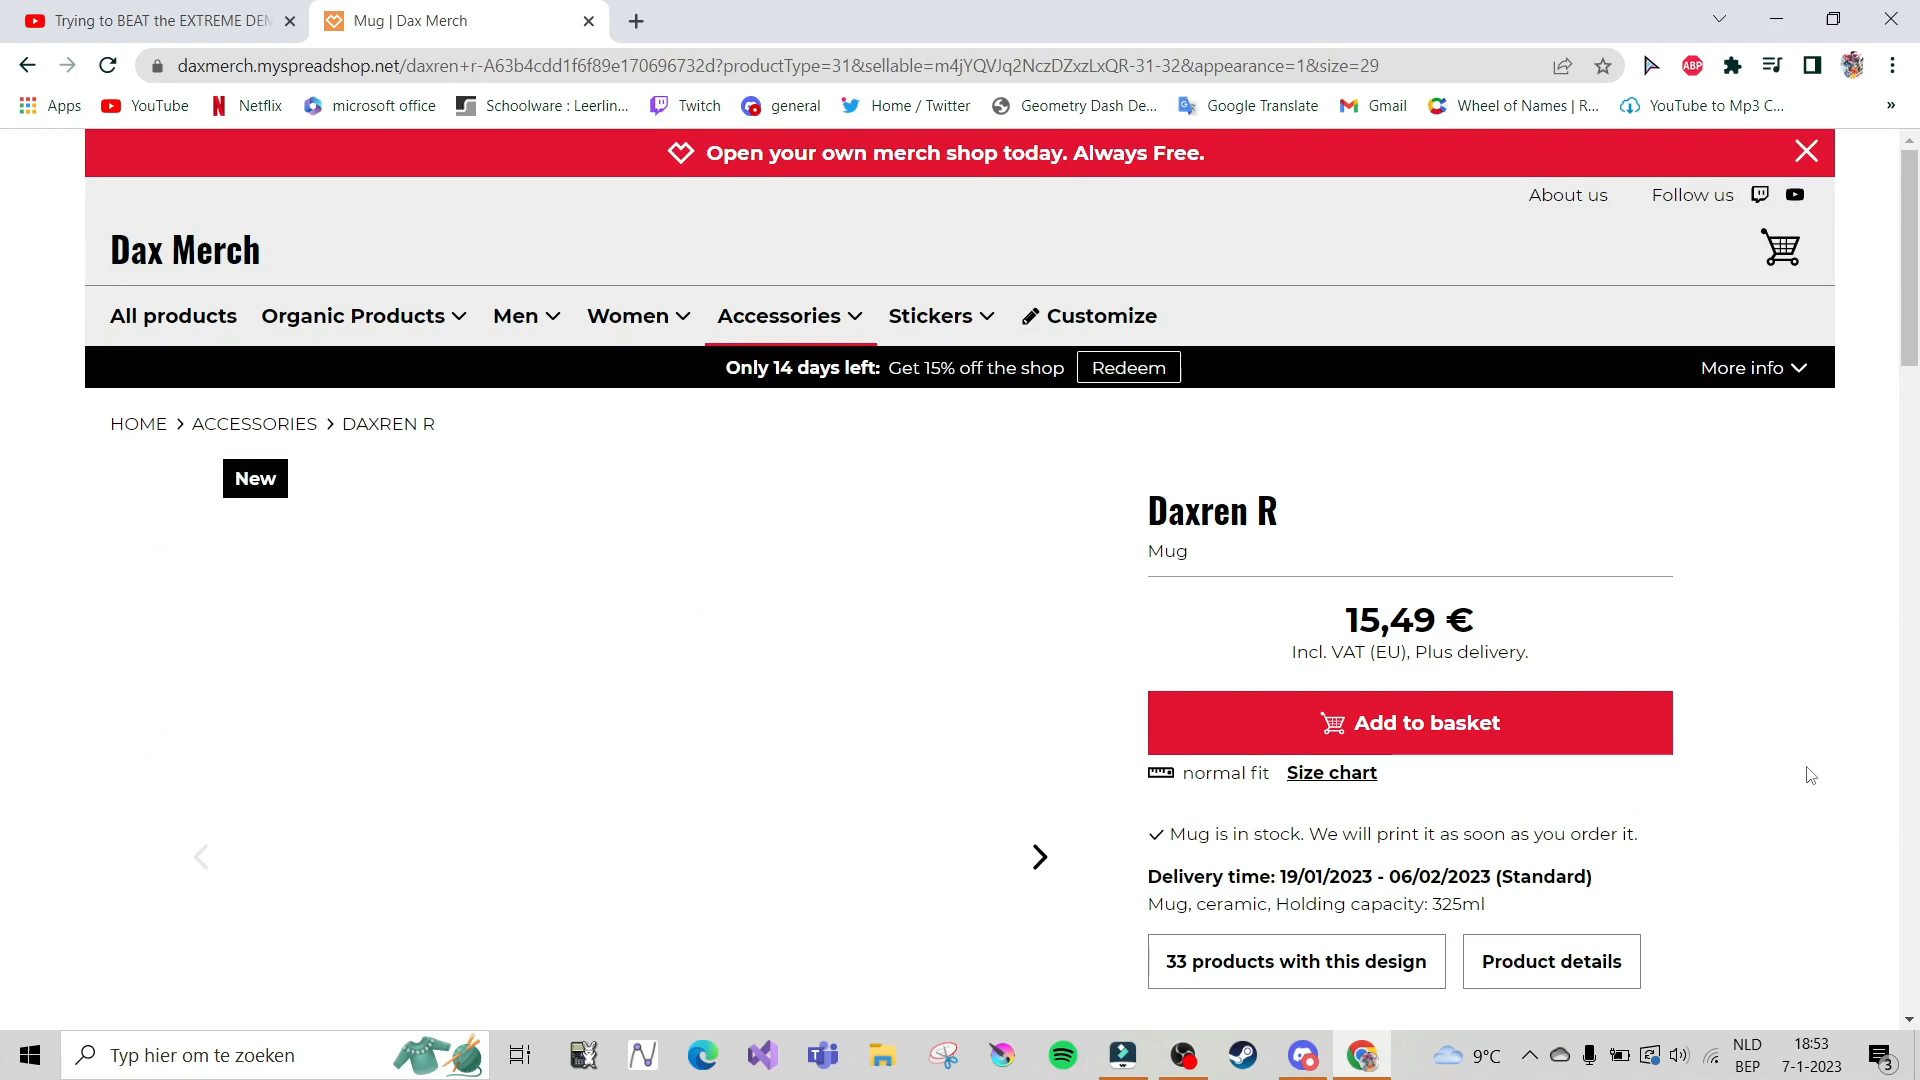 Trying to BEAT the EXTREME DEM
Mug | Dax Merch
daxmerch.myspreadshop.net/daxren+r-A63b4cdd1f6f89e170696732d?productType=31&sellable=m4jYQVJq2NczDZxzLxQR-31-32&appearance=1&size=29
ABP
Apps YouTube Netflix microsoft office Schoolware : Leerlin... Twitch general Home / Twitter Geometry Dash De... Google Translate Gmail Wheel of Names | R... YouTube to Mp3 C... »
Open your own merch shop today. Always Free.
About us Follow us
Dax Merch
All products Organic Products Men Women Accessories Stickers Customize
Only 14 days left: Get 15% off the shop Redeem More info
HOME > ACCESSORIES > DAXREN R
New
Daxren R
Mug
15,49 €
Incl. VAT (EU), Plus delivery.
Add to basket
normal fit Size chart
Mug is in stock. We will print it as soon as you order it.
Delivery time: 19/01/2023 - 06/02/2023 (Standard)
Mug, ceramic, Holding capacity: 325ml
33 products with this design Product details
Typ hier om te zoeken
9°C
NLD
BEP
18:53
7-1-2023
3